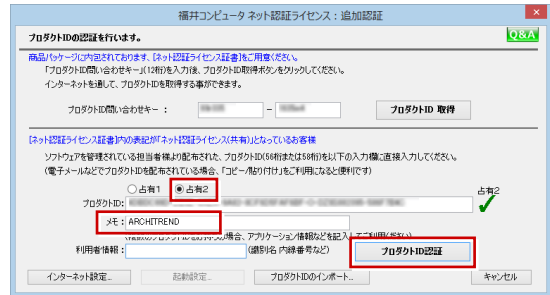 福井コンピュータ ネット認証ライセンス：追加認証
プロダクトIDの認証を行います。
Q&A
商品パッケージに内包されております、[ネット認証ライセンス証書]をご用意ください。
「プロダクトID問い合わせキー」(12桁)を入力後、プロダクトID取得ボタンをクリックしてください。
インターネットを通して、プロダクトIDを取得する事ができます。
プロダクトID問い合わせキー：
－
プロダクトID 取得
[ネット認証ライセンス証書]内の表記が「ネット認証ライセンス(共有)」となっているお客様
ソフトウェアを管理されている担当者様より配布された、プロダクトID(56桁または58桁)を以下の入力欄に直接入力してください。
(電子メールなどでプロダクトIDを配布されている場合、「コピー/貼り付け」をご利用になると便利です)
占有1 占有2
占有2
プロダクトID：
メモ：ARCHITREND
場合、アプリケーション情報などを記入
利用者情報：
(識別名 内線番号など)
プロダクトID認証
インターネット設定...
起動設定...
プロダクトIDのインポート...
キャンセル